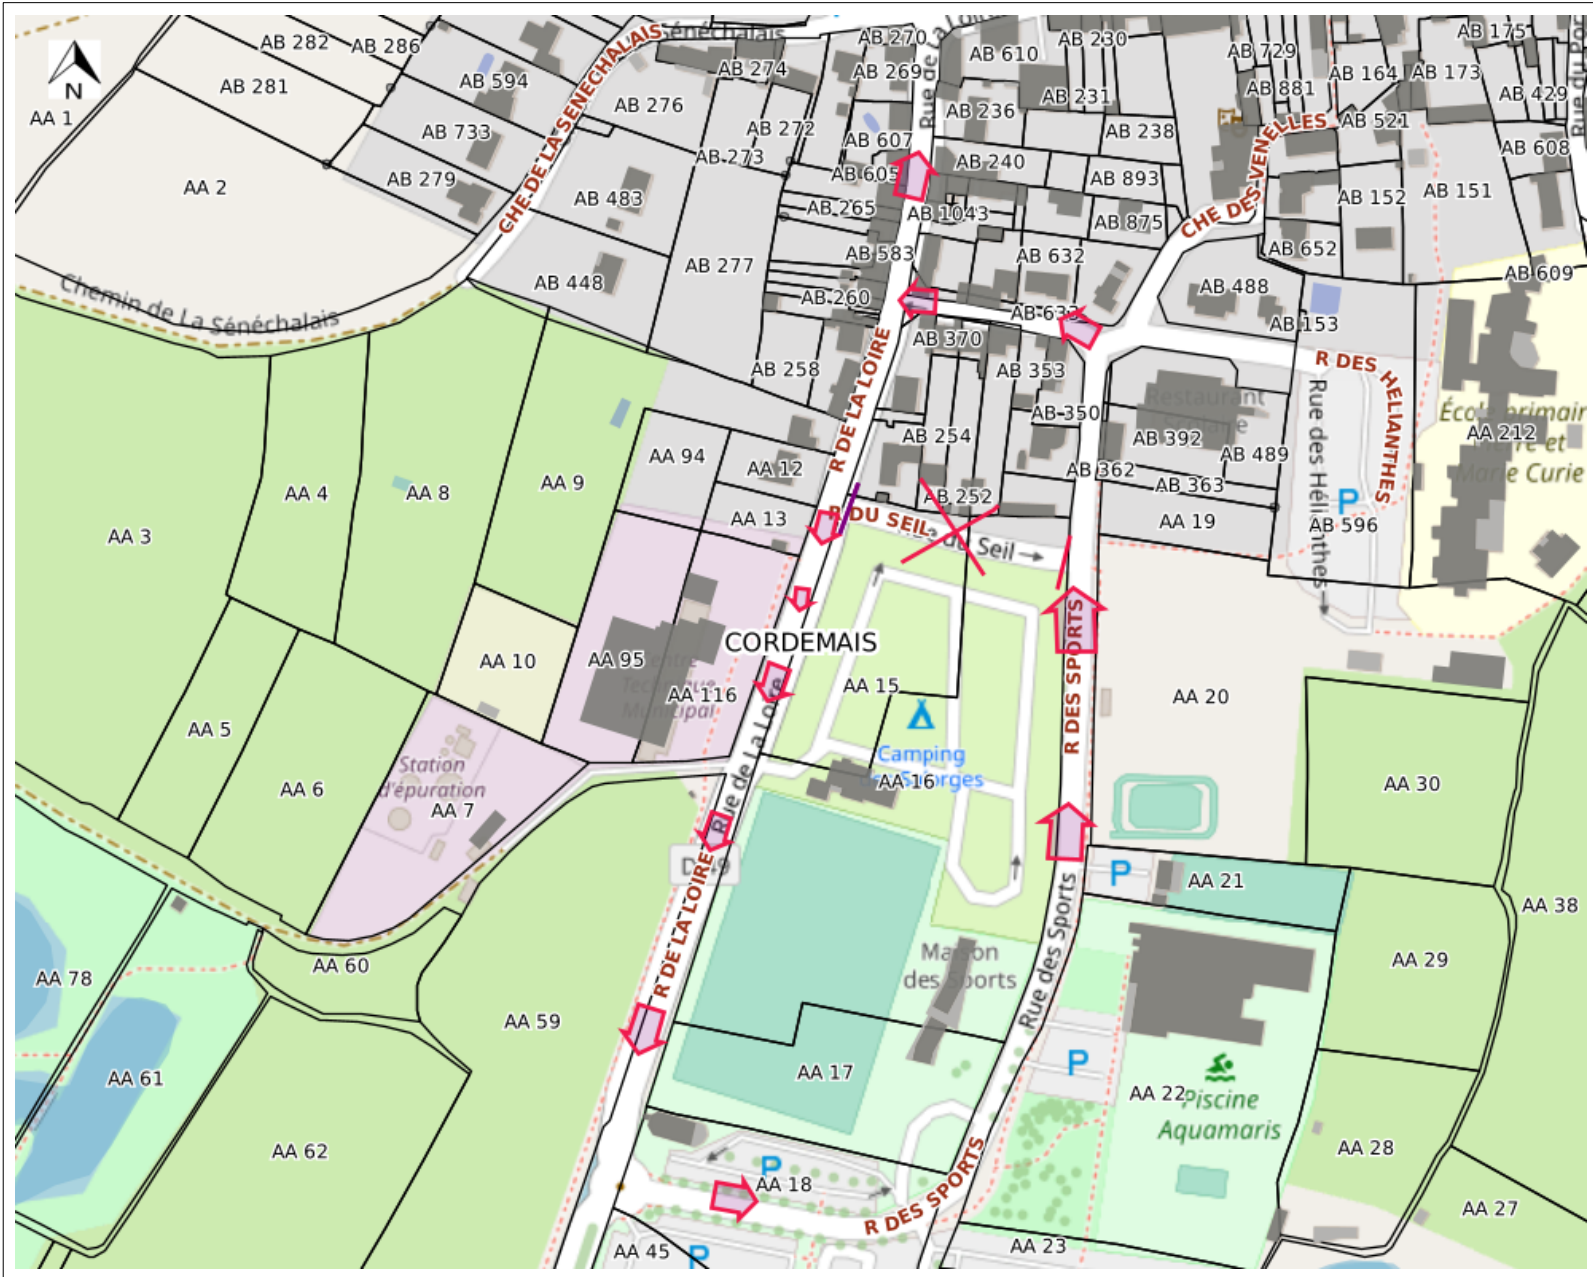 AB 282
AB 286
AB 281
AA 1
N
AB 594
Sénéchalais
AB 274
AB 270
AB 269
Rue de La Loire
AB 610
AB 230
AB 729
AB 881
AB 164
AB 175
AB 173
AB 429
AB 276
AB 733
AB 272
AB 273
AB 607
AB 236
AB 231
AB 238
AB 521
AB 608
CHE DE LA SENECHALAIS
CHE DES VENELLES
AA 2
AB 279
AB 483
AB 605
AB 240
AB 893
AB 265
AB 1043
AB 875
AB 152
AB 151
AB 583
AB 632
AB 652
AB 609
AB 448
AB 277
AB 260
AB 633
AB 488
AB 153
Chemin de La Sénéchalais
AB 258
AB 370
AB 353
R DES HELIANTHES
R DE LA LOIRE
AB 350
Restaurant
AB 392
AB 254
AB 489
AA 212
Marie Curie
AA 94
AA 12
AB 362
AB 363
AB 252
AA 13
AA 19
AB 596
P
Rue des Hélianthes
AA 4
AA 8
AA 9
AA 3
R DU SEIL
du Seil
CORDEMAIS
AA 10
AA 95
Centre
Technique
Municipal
AA 116
AA 15
AA 20
R DES SPORTS
AA 5
AA 6
Station
d'épuration
AA 7
Rue de La Loire
Camping
AA 16
AA 30
R DE LA LOIRE
P
AA 21
AA 38
AA 78
AA 60
AA 59
Maison
des Sports
Rue des Sports
AA 29
AA 61
AA 17
P
AA 22
Piscine
Aquamaris
AA 62
AA 28
P
AA 18
R DES SPORTS
AA 27
AA 45
P
AA 23